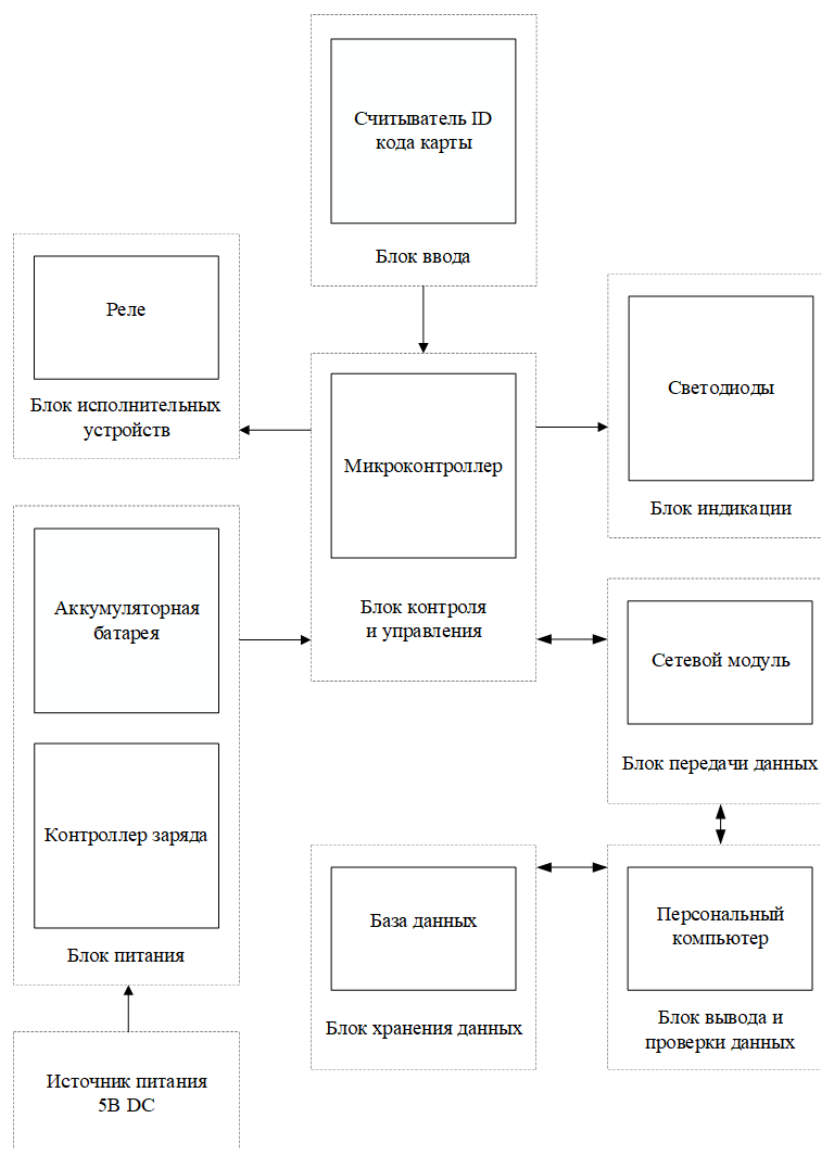 Считыватель ID
кода карты
Блок ввода
Реле
Блок исполнительных
устройств
Микроконтроллер
Блок контроля
и управления
Светодиоды
Блок индикации
Аккумуляторная
батарея
Контроллер заряда
Блок питания
Сетевой модуль
Блок передачи данных
База данных
Блок хранения данных
Персональный
компьютер
Блок вывода и
проверки данных
Источник питания
5В DC